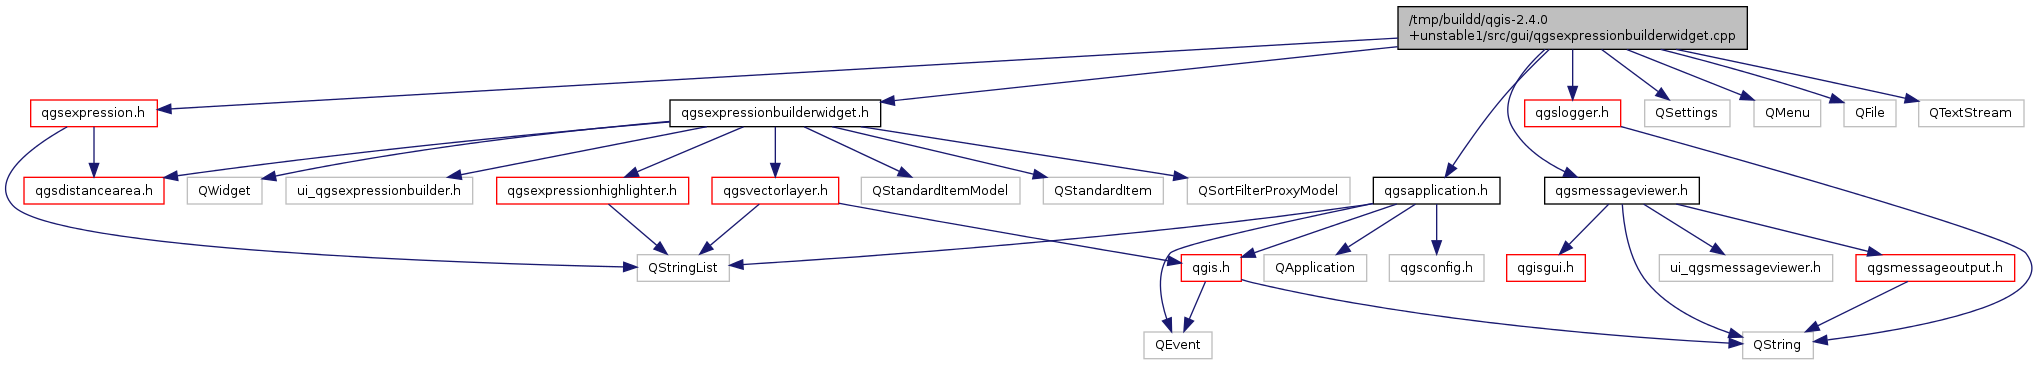 /tmp/buildd/qgis-2.4.0
+unstable1/src/gui/qgsexpressionbuilderwidget.cpp
qgsexpression.h
qgsexpressionbuilderwidget.h
qgslogger.h
QSettings
QMenu
QFile
QTextStream
qgsdistancearea.h
QWidget
ui_qgsexpressionbuilder.h
qgsexpressionhighlighter.h
qgsvectorlayer.h
QStandardItemModel
QStandardItem
QSortFilterProxyModel
qgsapplication.h
qgsmessageviewer.h
QStringList
qgis.h
QApplication
qgsconfig.h
qgisgui.h
ui_qgsmessageviewer.h
qgsmessageoutput.h
QEvent
QString